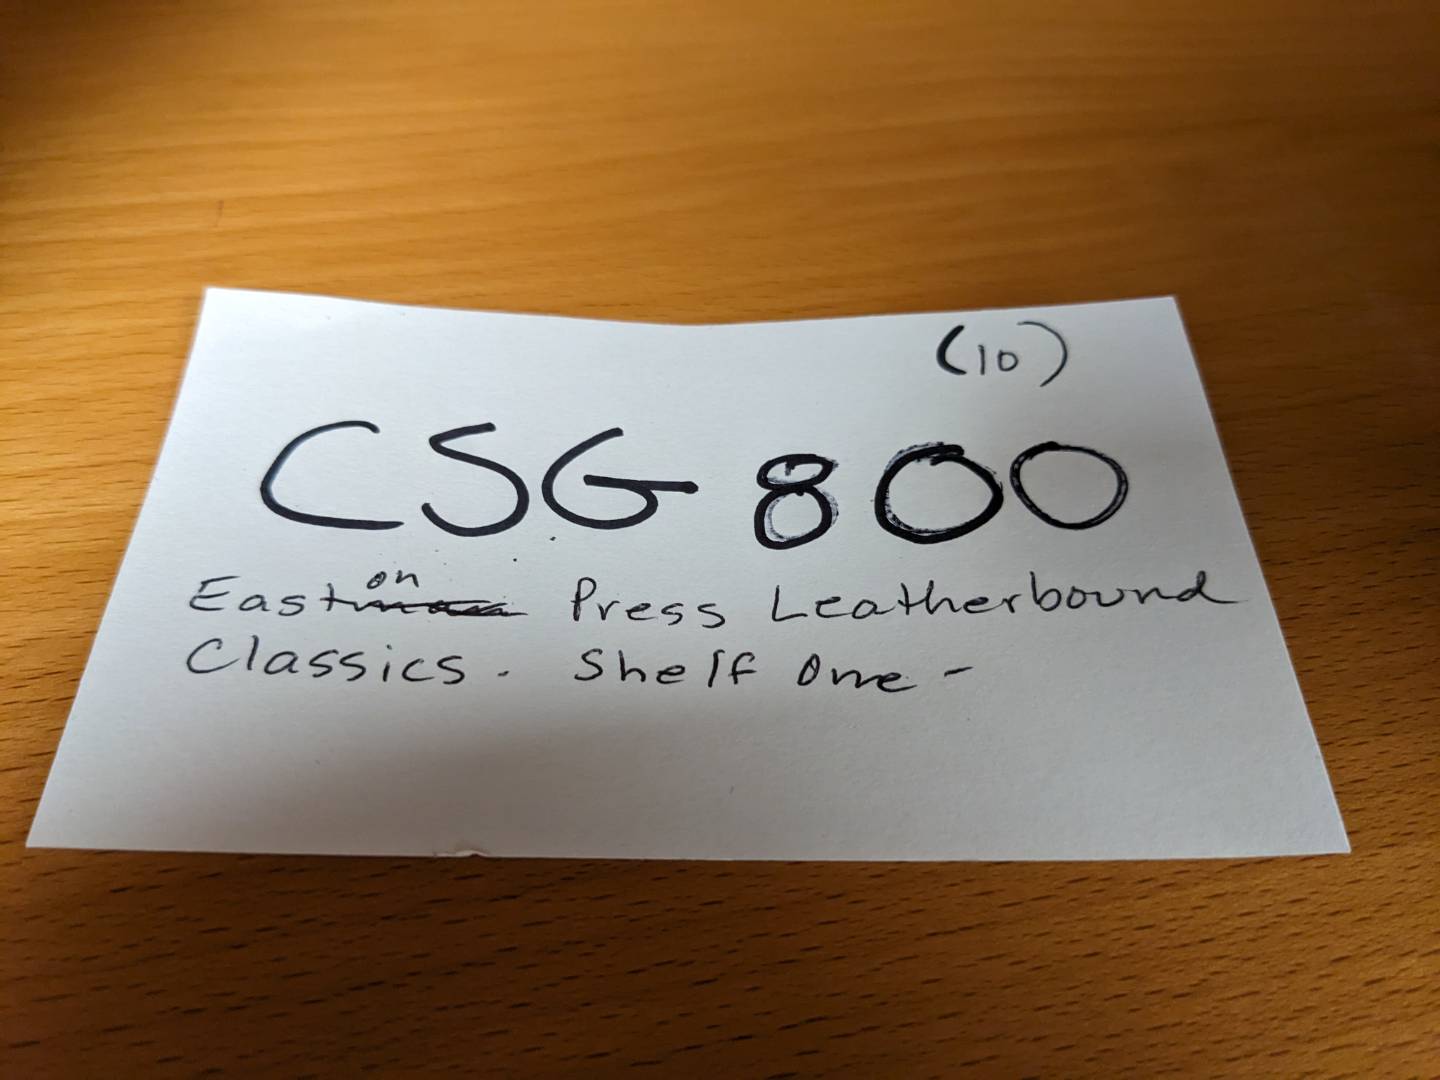 (10)
CSG 800
Easton Press Leatherbound
Classics. Shelf One -